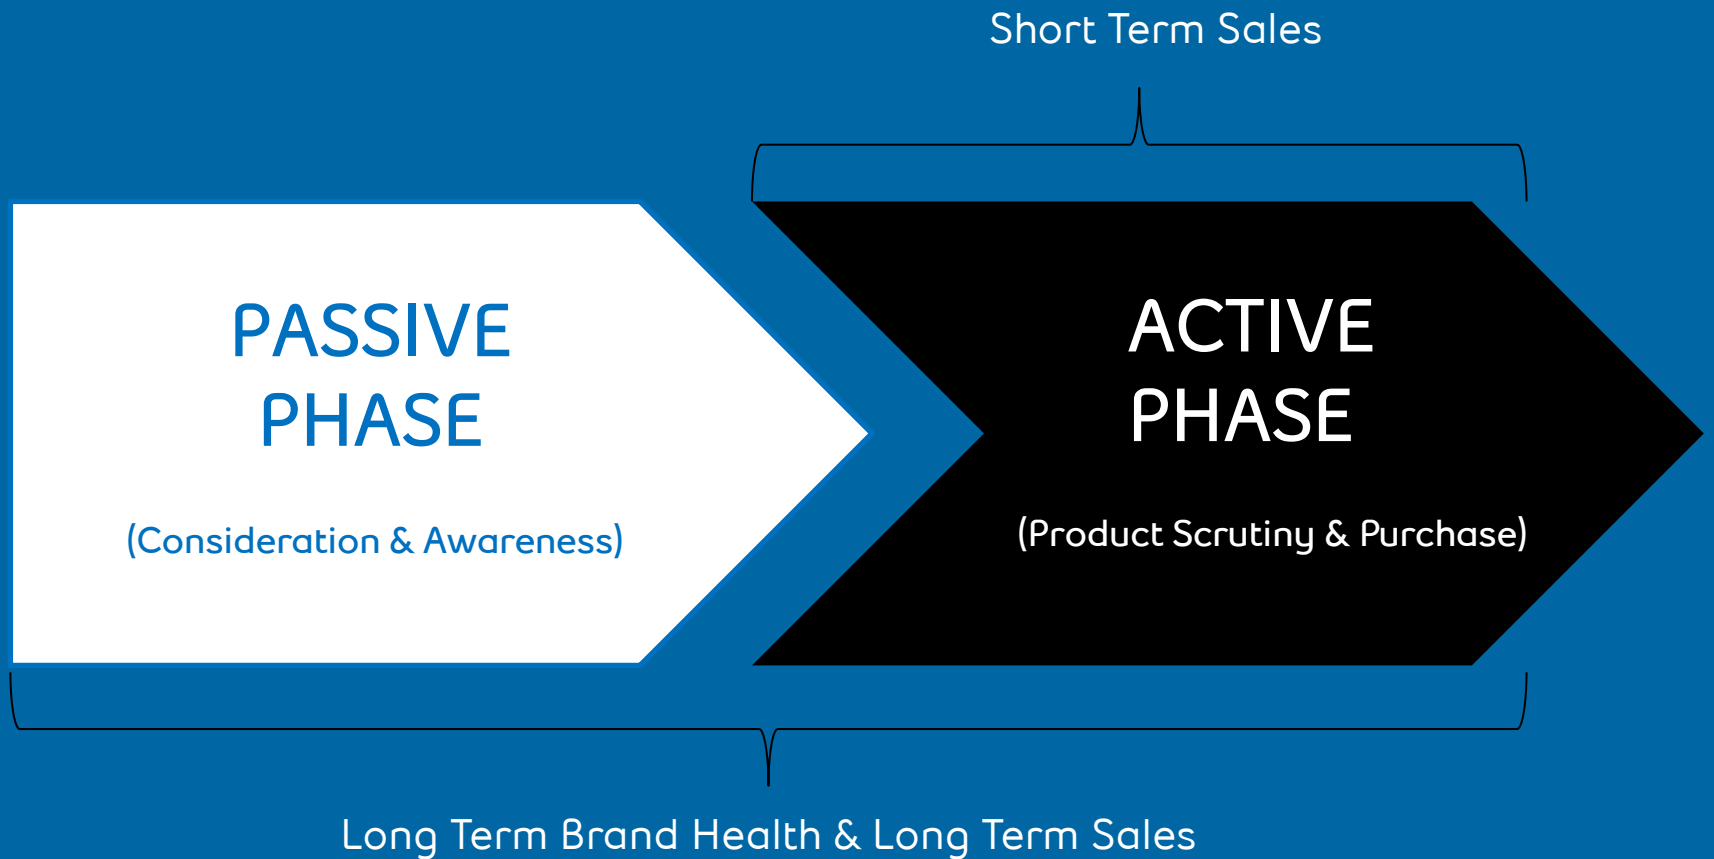 Short Term Sales
PASSIVE
PHASE
(Consideration & Awareness)
ACTIVE
PHASE
(Product Scrutiny & Purchase)
Long Term Brand Health & Long Term Sales